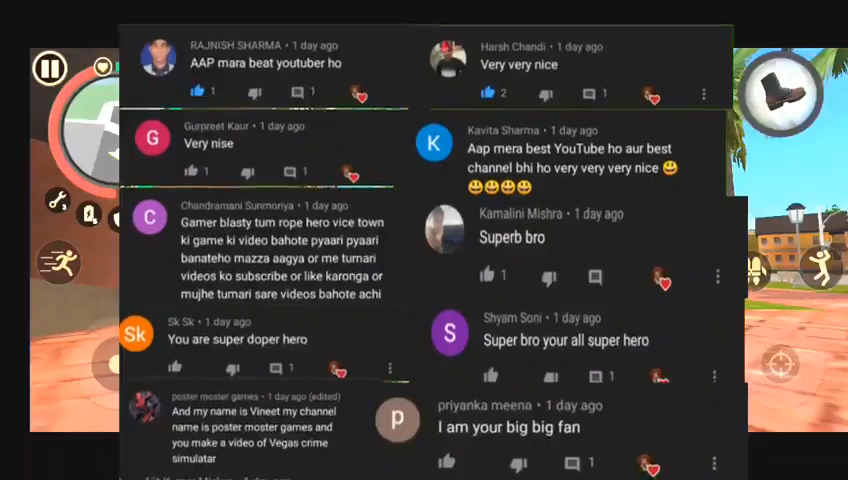 RAJNISH SHARMA • 1 day ago
AAP mara beat youtuber ho
1
1
Gurpreet Kaur • 1 day ago
G
Very nise
1
1
Chandramani Sunmoriya • 1 day ago
C
Gamer blasty tum rope hero vice town
ki game ki video bahote pyaari pyaari
banateho mazza aagya or me tumari
videos ko subscribe or like karonga or
mujhe tumari sare videos bahote achi
Sk Sk • 1 day ago
Sk
You are super doper hero
1
poster moster games • 1 day ago (edited)
And my name is Vineet my channel
name is poster moster games and
you make a video of Vegas crime
simulatar
Harsh Chandi • 1 day ago
Very very nice
2
1
Kavita Sharma • 1 day ago
K
Aap mera best YouTube ho aur best
channel bhi ho very very very nice 😃
😃😃😃😃
Kamalini Mishra • 1 day ago
Superb bro
1
Shyam Soni • 1 day ago
S
Super bro your all super hero
1
priyanka meena • 1 day ago
p
I am your big big fan
1